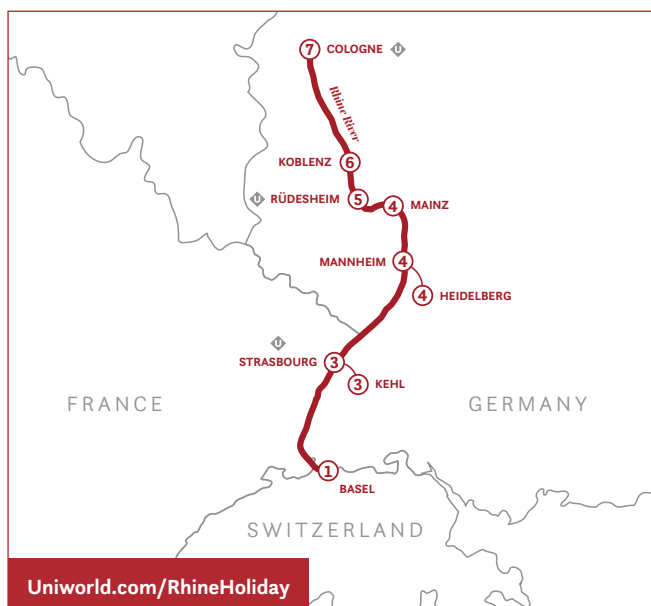 7 COLOGNE U
Rhine River
KOBLENZ 6
U RÜDESHEIM 5
4 MAINZ
MANNHEIM 4
4 HEIDELBERG
U
STRASBOURG 3
3 KEHL
FRANCE
GERMANY
1
BASEL
SWITZERLAND
Uniworld.com/RhineHoliday